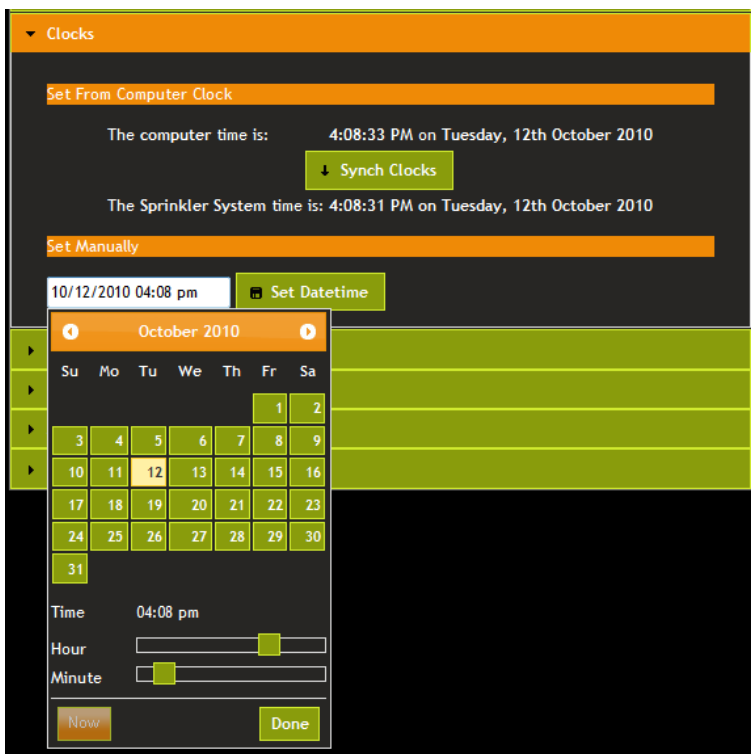 Clocks
Set From Computer Clock
The computer time is: 4:08:33 PM on Tuesday, 12th October 2010
Synch Clocks
The Sprinkler System time is: 4:08:31 PM on Tuesday, 12th October 2010
Set Manually
10/12/2010 04:08 pm Set Datetime
October 2010
Su Mo Tu We Th Fr Sa
1 2
3 4 5 6 7 8 9
10 11 12 13 14 15 16
17 18 19 20 21 22 23
24 25 26 27 28 29 30
31
Time 04:08 pm
Hour
Minute
Now Done